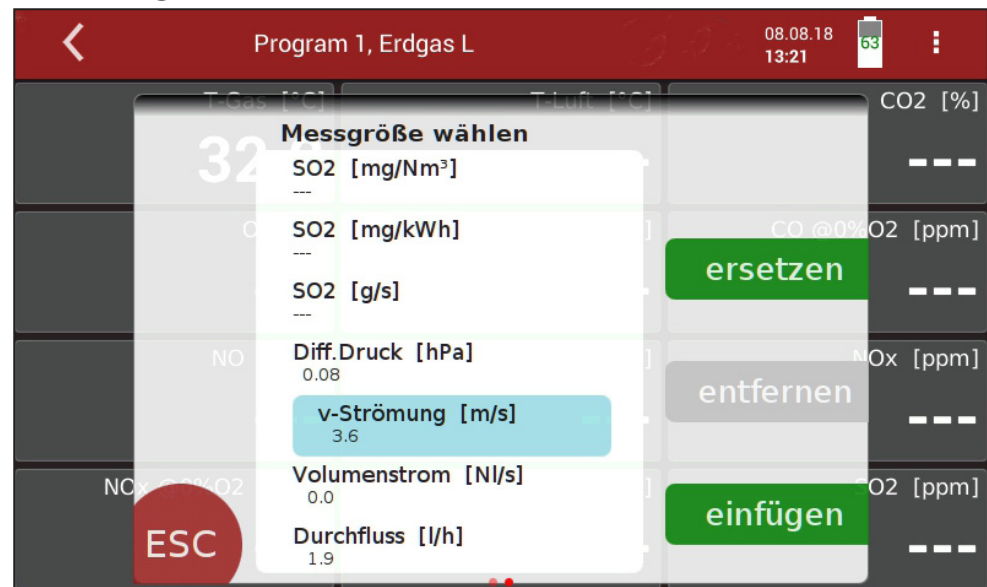 Program 1, Erdgas L
08.08.18
13:21
63
T-Gas [°C]
T-Luft [°C]
CO2 [%]
Messgröße wählen
32
---
SO2 [mg/Nm³]
---
SO2 [mg/kWh]
---
CO @0%O2 [ppm]
ersetzen
---
SO2 [g/s]
---
NO
Diff.Druck [hPa]
0.08
NOx [ppm]
entfernen
---
v-Strömung [m/s]
3.6
NOx @0%O2
Volumenstrom [Nl/s]
0.0
SO2 [ppm]
einfügen
ESC
Durchfluss [l/h]
1.9
---